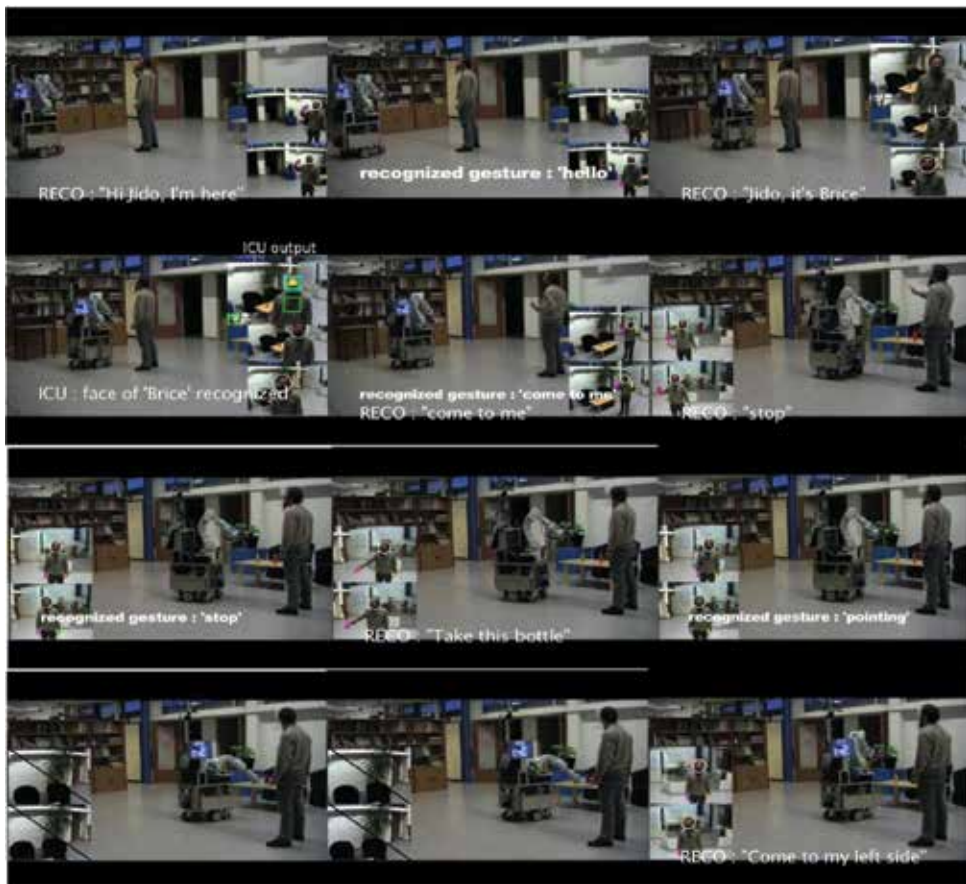 RECO : "Hi Jido, I'm here"
recognized gesture : 'hello'
RECO : "Jido, it's Brice"
ICU output
ICU : face of 'Brice' recognized
recognized gesture : 'come to me'
RECO : "come to me"
RECO : "stop"
recognized gesture : 'stop'
RECO : "Take this bottle"
recognized gesture : 'pointing'
RECO : "Come to my left side"